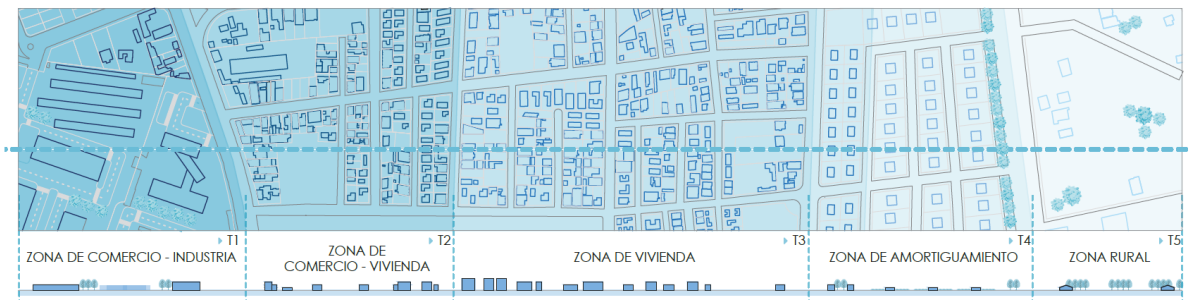 T1
ZONA DE COMERCIO - INDUSTRIA
T2
ZONA DE
COMERCIO - VIVIENDA
T3
ZONA DE VIVIENDA
T4
ZONA DE AMORTIGUAMIENTO
T5
ZONA RURAL